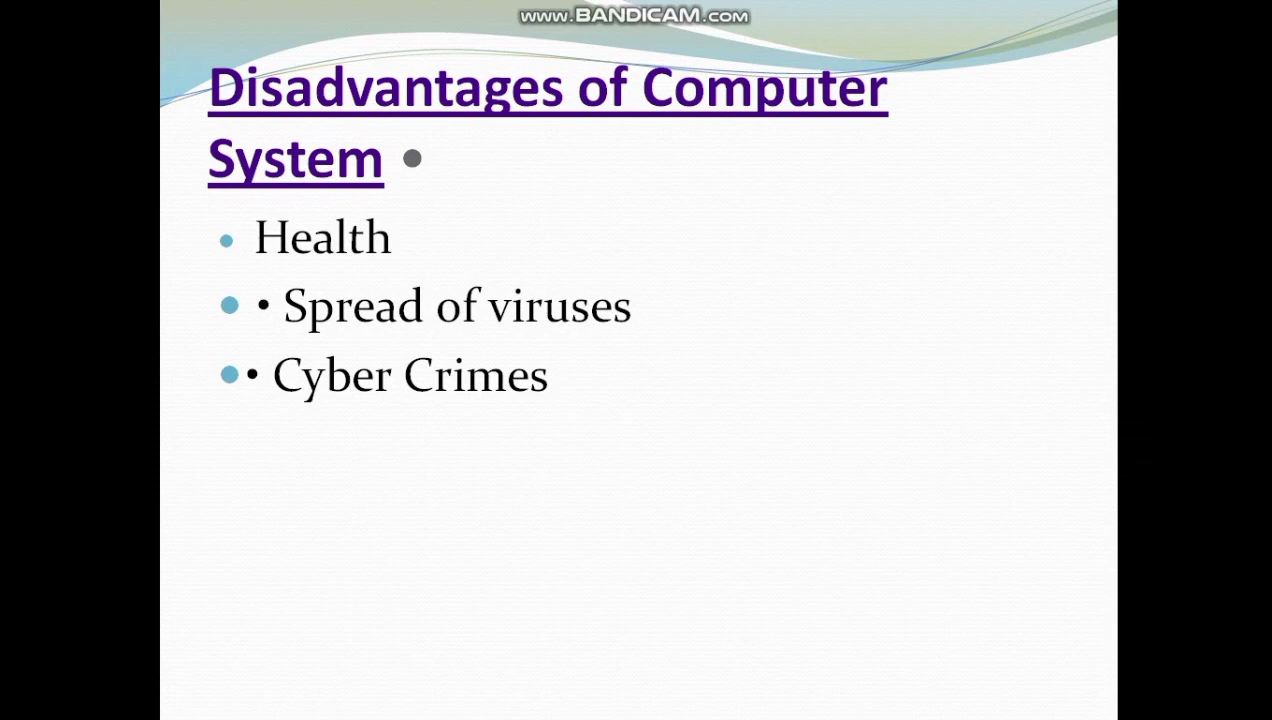 www.BANDICAM.com
Disadvantages of Computer
System •
• Health
• • Spread of viruses
• • Cyber Crimes